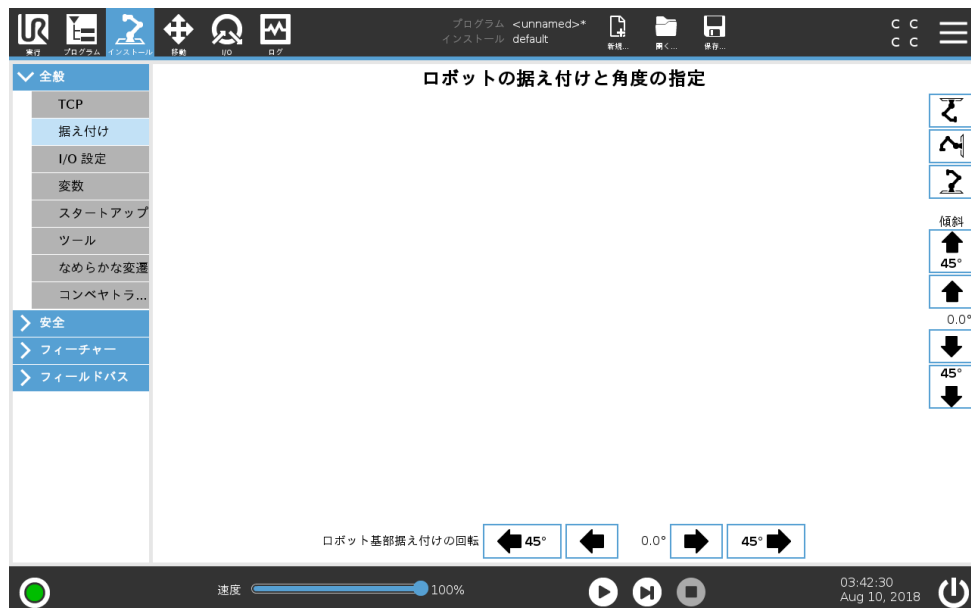 UR
実行
プログラム
インストール
移動
I/O
ログ
プログラム <unnamed>*
インストール default
新規...
開く...
保存...
C C
C C
全般
TCP
据え付け
I/O 設定
変数
スタートアップ
ツール
なめらかな変遷
コンベヤトラ...
安全
フィーチャー
フィールドバス
ロボットの据え付けと角度の指定
傾斜
45°
0.0°
45°
ロボット基部据え付けの回転
45°
0.0°
45°
速度
100%
03:42:30
Aug 10, 2018